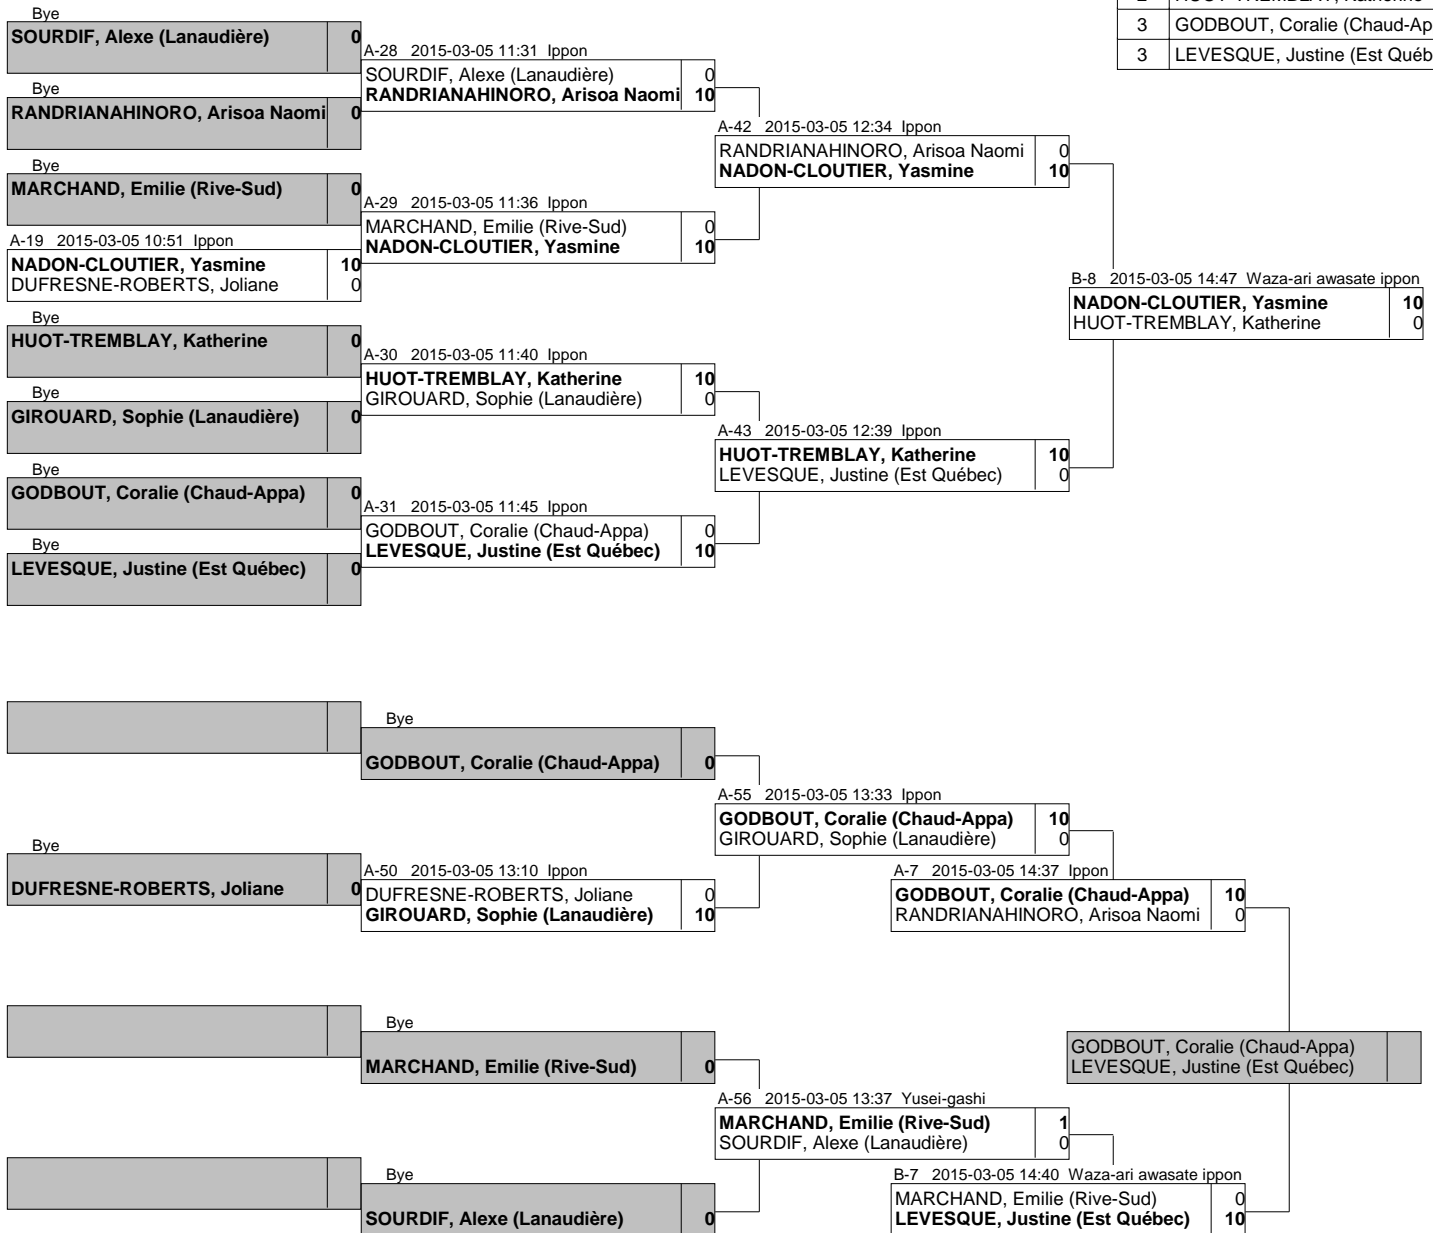 3 GODBOUT, Coralie (Chaud-Ap
3 LEVESQUE, Justine (Est Québ
Bye
SOURDIF, Alexe (Lanaudière) 0
Bye
RANDRIANAHINORO, Arisoa Naomi 0
Bye
MARCHAND, Emilie (Rive-Sud) 0
A-19 2015-03-05 10:51 Ippon
NADON-CLOUTIER, Yasmine 10
DUFRESNE-ROBERTS, Joliane 0
Bye
HUOT-TREMBLAY, Katherine 0
Bye
GIROUARD, Sophie (Lanaudière) 0
Bye
GODBOUT, Coralie (Chaud-Appa) 0
Bye
LEVESQUE, Justine (Est Québec) 0
A-28 2015-03-05 11:31 Ippon
SOURDIF, Alexe (Lanaudière) 0
RANDRIANAHINORO, Arisoa Naomi 10
A-29 2015-03-05 11:36 Ippon
MARCHAND, Emilie (Rive-Sud) 0
NADON-CLOUTIER, Yasmine 10
A-30 2015-03-05 11:40 Ippon
HUOT-TREMBLAY, Katherine 10
GIROUARD, Sophie (Lanaudière) 0
A-31 2015-03-05 11:45 Ippon
GODBOUT, Coralie (Chaud-Appa) 0
LEVESQUE, Justine (Est Québec) 10
A-42 2015-03-05 12:34 Ippon
RANDRIANAHINORO, Arisoa Naomi 0
NADON-CLOUTIER, Yasmine 10
A-43 2015-03-05 12:39 Ippon
HUOT-TREMBLAY, Katherine 10
LEVESQUE, Justine (Est Québec) 0
B-8 2015-03-05 14:47 Waza-ari awasate ippon
NADON-CLOUTIER, Yasmine 10
HUOT-TREMBLAY, Katherine 0
Bye
GODBOUT, Coralie (Chaud-Appa) 0
Bye
DUFRESNE-ROBERTS, Joliane 0
A-50 2015-03-05 13:10 Ippon
DUFRESNE-ROBERTS, Joliane 0
GIROUARD, Sophie (Lanaudière) 10
A-55 2015-03-05 13:33 Ippon
GODBOUT, Coralie (Chaud-Appa) 10
GIROUARD, Sophie (Lanaudière) 0
A-7 2015-03-05 14:37 Ippon
GODBOUT, Coralie (Chaud-Appa) 10
RANDRIANAHINORO, Arisoa Naomi 0
Bye
MARCHAND, Emilie (Rive-Sud) 0
Bye
SOURDIF, Alexe (Lanaudière) 0
A-56 2015-03-05 13:37 Yusei-gashi
MARCHAND, Emilie (Rive-Sud) 1
SOURDIF, Alexe (Lanaudière) 0
B-7 2015-03-05 14:40 Waza-ari awasate ippon
MARCHAND, Emilie (Rive-Sud) 0
LEVESQUE, Justine (Est Québec) 10
GODBOUT, Coralie (Chaud-Appa)
LEVESQUE, Justine (Est Québec)